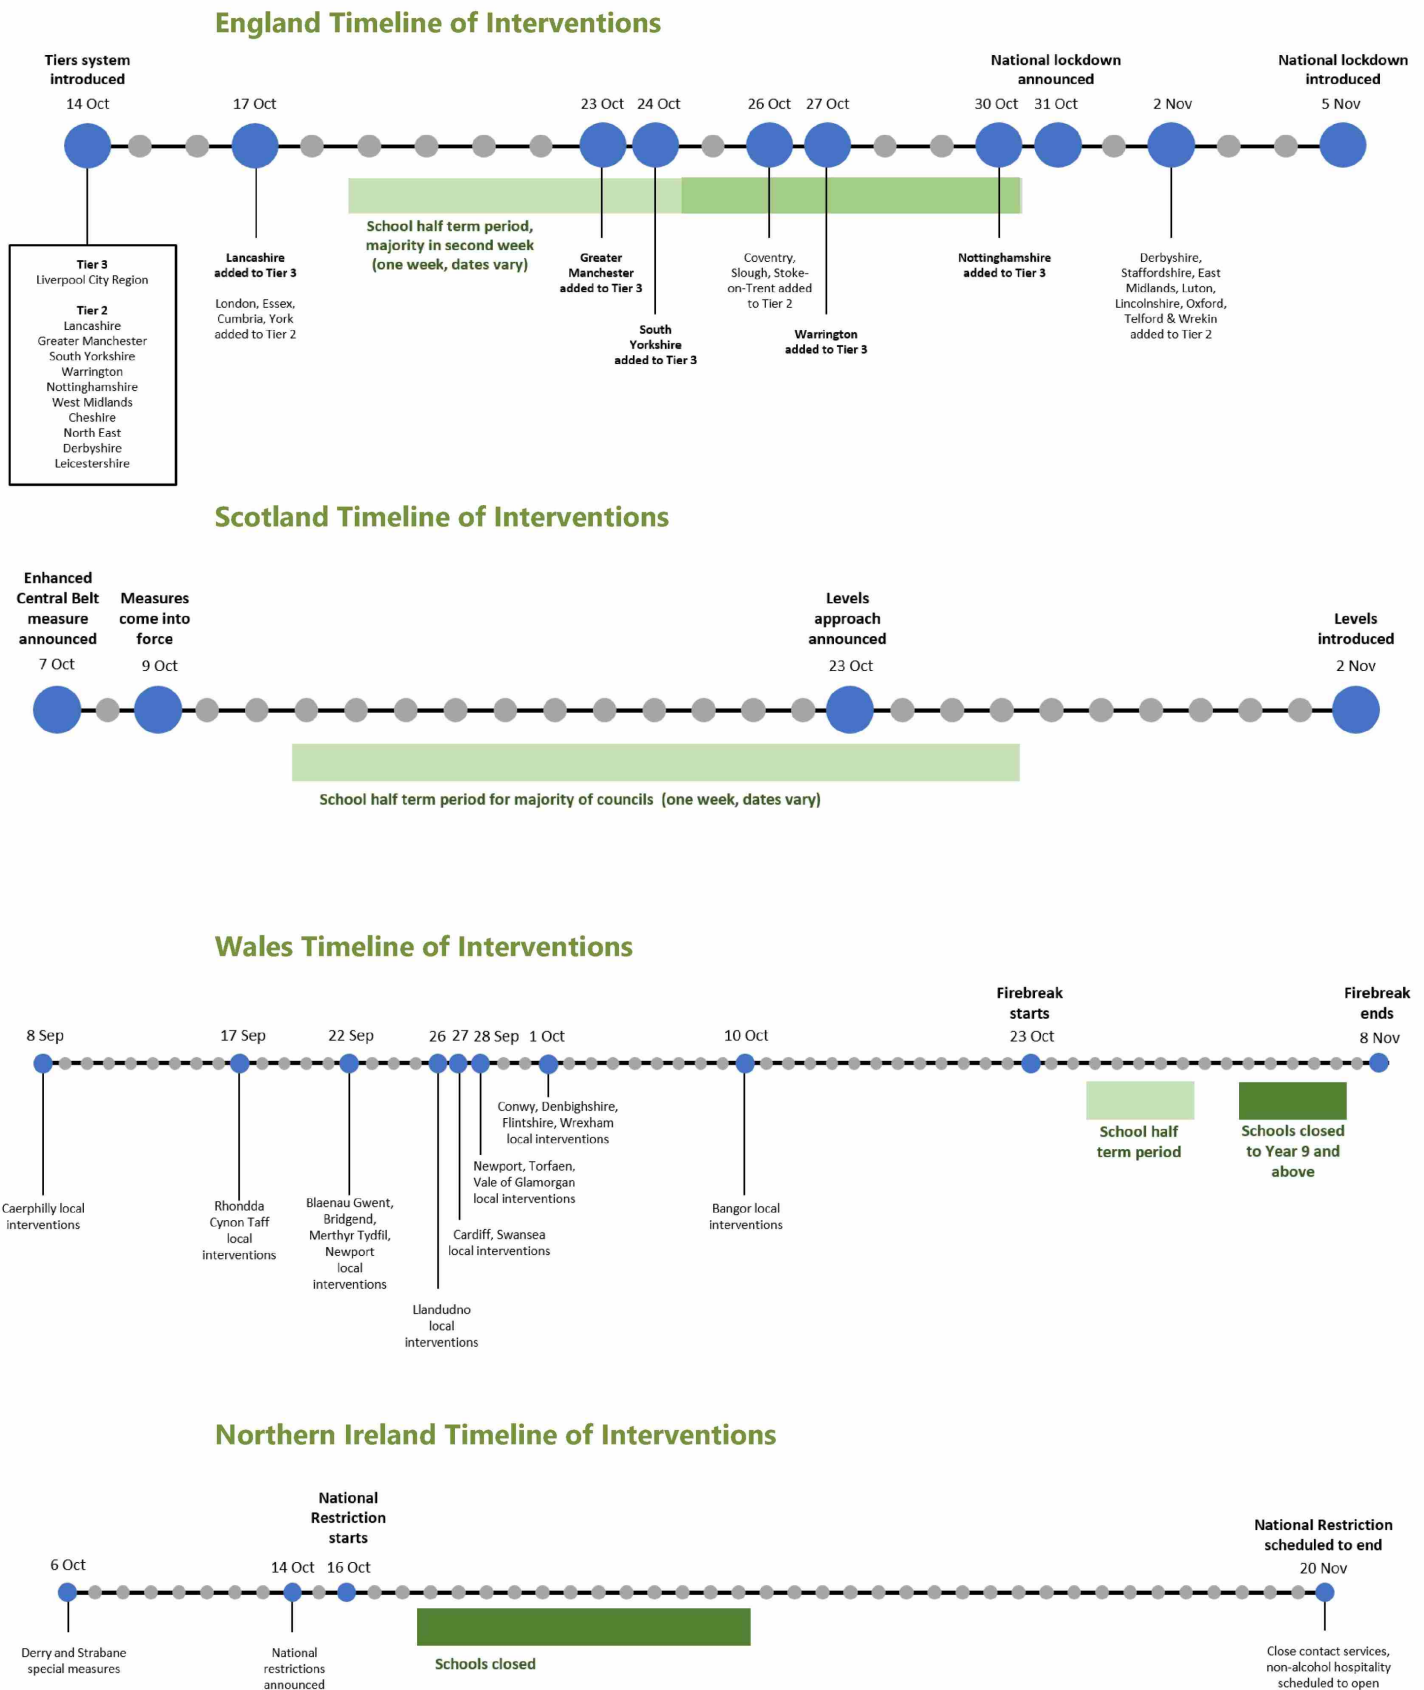 England Timeline of Interventions
Tiers system
introduced
14 Oct
17 Oct
23 Oct
24 Oct
26 Oct
27 Oct
National lockdown
announced
30 Oct
31 Oct
2 Nov
National lockdown
introduced
5 Nov
School half term period,
majority in second week
(one week, dates vary)
Tier 3
Liverpool City Region
Tier 2
Lancashire
Greater Manchester
South Yorkshire
Warrington
Nottinghamshire
West Midlands
Cheshire
North East
Derbyshire
Leicestershire
Lancashire
added to Tier 3
London, Essex,
Cumbria, York
added to Tier 2
Greater
Manchester
added to Tier 3
South
Yorkshire
added to Tier 3
Coventry,
Slough, Stoke-
on-Trent added
to Tier 2
Warrington
added to Tier 3
Nottinghamshire
added to Tier 3
Derbyshire,
Staffordshire, East
Midlands, Luton,
Lincolnshire, Oxford,
Telford & Wrekin
added to Tier 2
Scotland Timeline of Interventions
Enhanced
Central Belt
measure
announced
7 Oct
Measures
come into
force
9 Oct
Levels
approach
announced
23 Oct
Levels
introduced
2 Nov
School half term period for majority of councils (one week, dates vary)
Wales Timeline of Interventions
8 Sep
17 Sep
22 Sep
26
27
28 Sep
1 Oct
10 Oct
Firebreak
starts
23 Oct
Firebreak
ends
8 Nov
Caerphilly local
interventions
Rhondda
Cynon Taff
local
interventions
Blaenau Gwent,
Bridgend,
Merthyr Tydfil,
Newport
local
interventions
Llandudno
local
interventions
Cardiff, Swansea
local interventions
Newport, Torfaen,
Vale of Glamorgan
local interventions
Conwy, Denbighshire,
Flintshire, Wrexham
local interventions
Bangor local
interventions
School half
term period
Schools closed
to Year 9 and
above
Northern Ireland Timeline of Interventions
6 Oct
14 Oct
National
Restriction
starts
16 Oct
National Restriction
scheduled to end
20 Nov
Derry and Strabane
special measures
National
restrictions
announced
Schools closed
Close contact services,
non-alcohol hospitality
scheduled to open